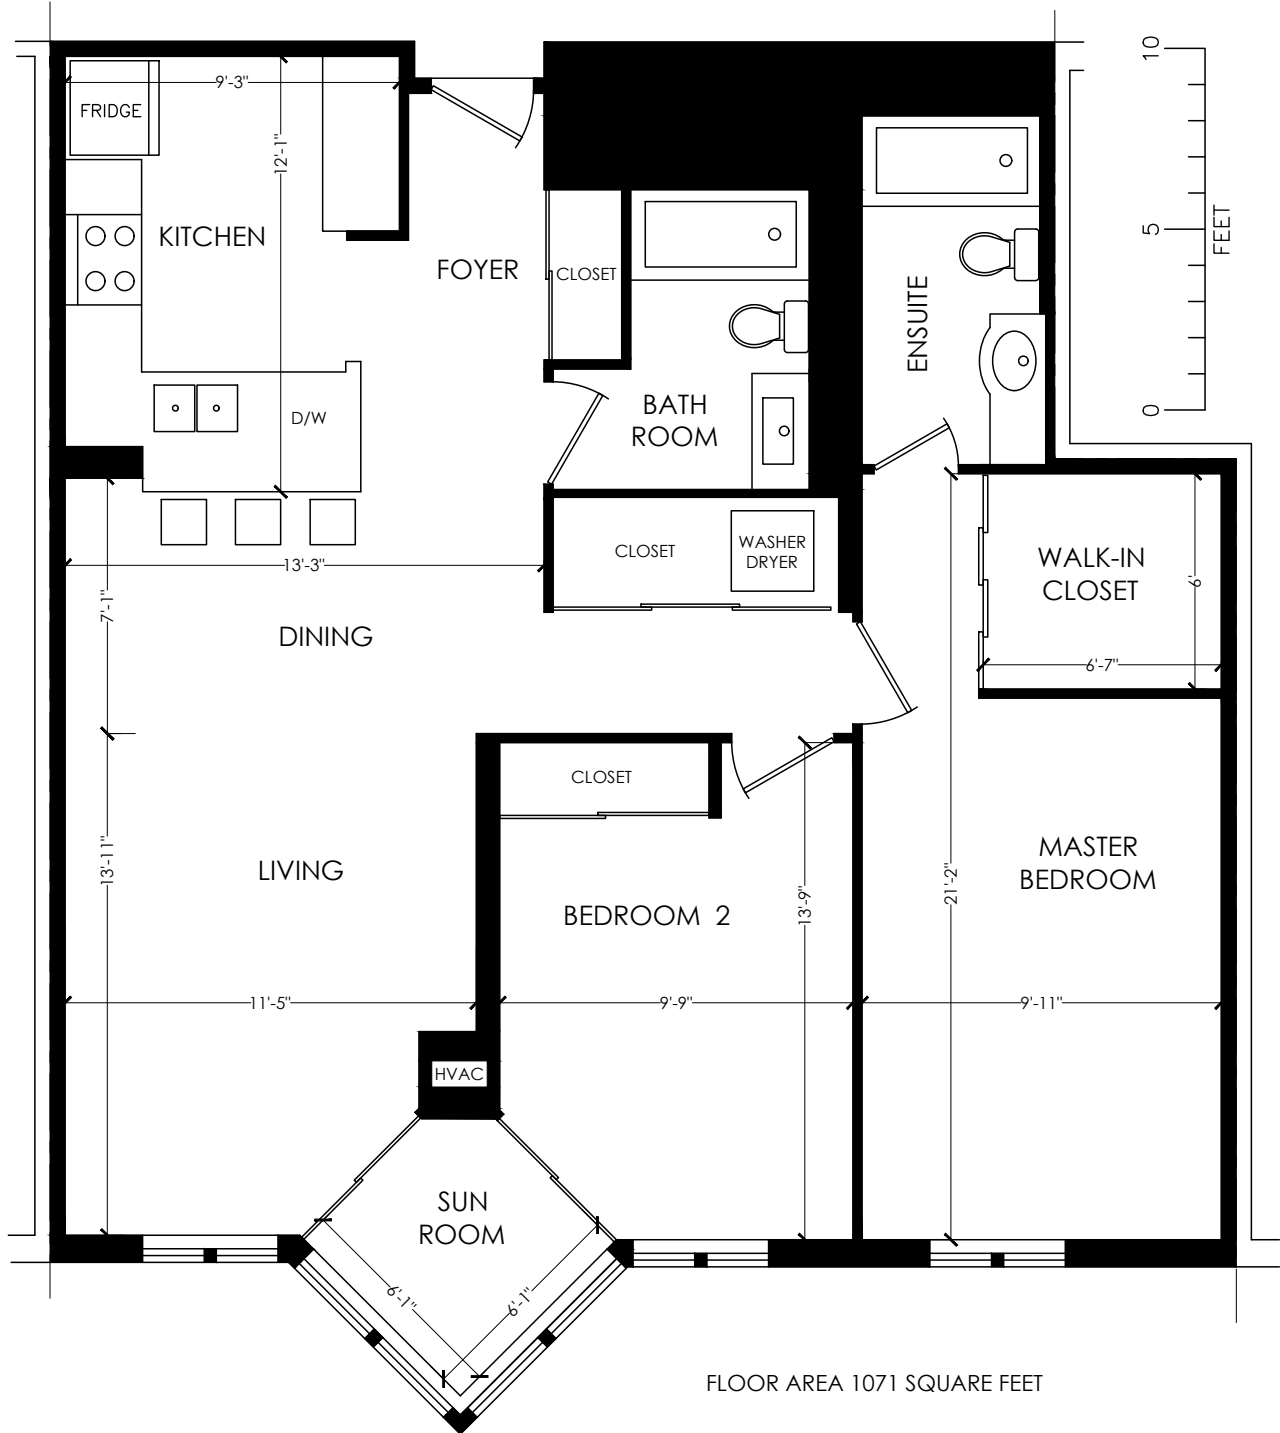 10
5
0
FEET
9'-3"
FRIDGE
12'-1"
KITCHEN
FOYER
CLOSET
ENSUITE
BATH
ROOM
D/W
13'-3"
7'-1"
CLOSET
WASHER
DRYER
WALK-IN
CLOSET
6'
6'-7"
DINING
CLOSET
LIVING
13'-11"
BEDROOM 2
13'-9"
21'-2"
MASTER
BEDROOM
11'-5"
9'-9"
9'-11"
HVAC
SUN
ROOM
6'-1"
6'-1"
FLOOR AREA 1071 SQUARE FEET